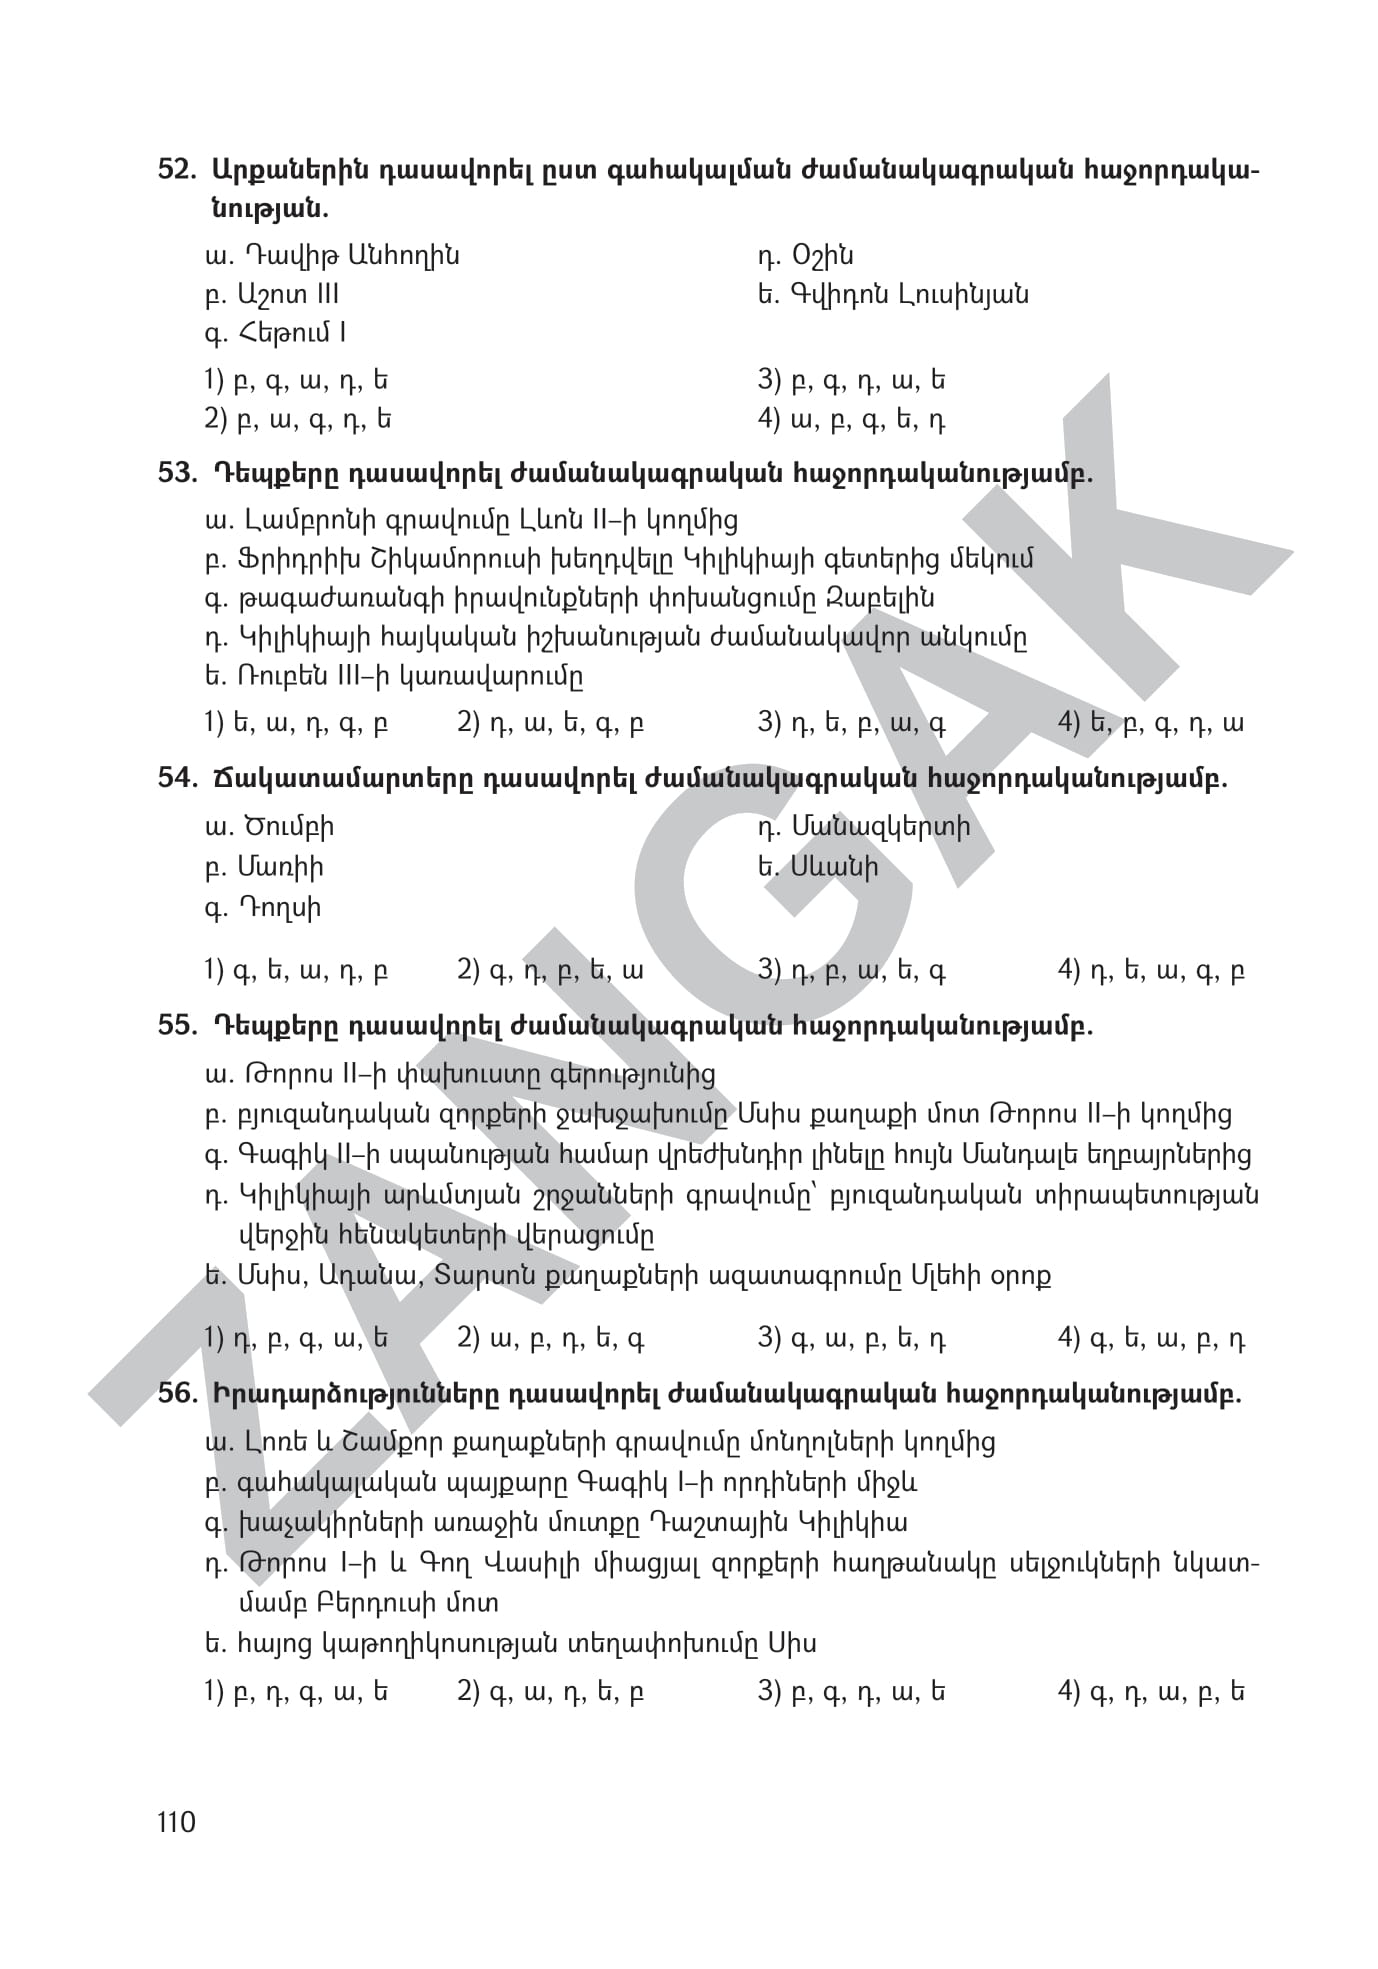 52. Արքաներին դասավորել ըստ գահակալման ժամանակագրական հաջորդակա-
նության.
ա. Դավիթ Անհողին
դ. Օշին
բ. Աշոտ III
ե. Գվիդոն Լուսինյան
գ. Հեթում I
1) բ, գ, ա, դ, ե
3) բ, գ, դ, ա, ե
2) բ, ա, գ, դ, ե
4) ա, բ, գ, ե, դ
53. Դեպքերը դասավորել ժամանակագրական հաջորդականությամբ.
ա. Լամբրոնի գրավումը Լևոն II–ի կողմից
բ. Ֆրիդրիխ Շիկամորուսի խեղդվելը Կիլիկիայի գետերից մեկում
գ. թագաժառանգի իրավունքների փոխանցումը Զաբելին
դ. Կիլիկիայի հայկական իշխանության ժամանակավոր անկումը
ե. Ռուբեն III–ի կառավարումը
1) ե, ա, դ, գ, բ 2) դ, ա, ե, գ, բ 3) դ, ե, բ, ա, գ 4) ե, բ, գ, դ, ա
54. Ճակատամարտերը դասավորել ժամանակագրական հաջորդականությամբ.
ա. Ծումբի
դ. Մանազկերտի
բ. Մառիի
ե. Սևանի
գ. Դողսի
1) գ, ե, ա, դ, բ 2) գ, դ, բ, ե, ա 3) դ, բ, ա, ե, գ 4) դ, ե, ա, գ, բ
55. Դեպքերը դասավորել ժամանակագրական հաջորդականությամբ.
ա. Թորոս II–ի փախուստը գերությունից
բ. բյուզանդական զորքերի ջախջախումը Մսիս քաղաքի մոտ Թորոս II–ի կողմից
գ. Գագիկ II–ի սպանության համար վրեժխնդիր լինելը հույն Մանդալե եղբայրներից
դ. Կիլիկիայի արևմտյան շրջանների գրավումը՝ բյուզանդական տիրապետության
վերջին հենակետերի վերացումը
ե. Մսիս, Ադանա, Տարսոն քաղաքների ազատագրումը Մլեհի օրոք
1) դ, բ, գ, ա, ե 2) ա, բ, դ, ե, գ 3) գ, ա, բ, ե, դ 4) գ, ե, ա, բ, դ
56. Իրադարձությունները դասավորել ժամանակագրական հաջորդականությամբ.
ա. Լոռե և Շամքոր քաղաքների գրավումը մոնղոլների կողմից
բ. գահակալական պայքարը Գագիկ I–ի որդիների միջև
գ. խաչակիրների առաջին մուտքը Դաշտային Կիլիկիա
դ. Թորոս I–ի և Գող Վասիլի միացյալ զորքերի հաղթանակը սելջուկների նկատ-
մամբ Բերդուսի մոտ
ե. հայոց կաթողիկոսության տեղափոխումը Սիս
1) բ, դ, գ, ա, ե 2) գ, ա, դ, ե, բ 3) բ, գ, դ, ա, ե 4) գ, դ, ա, բ, ե
110
ZANGAK